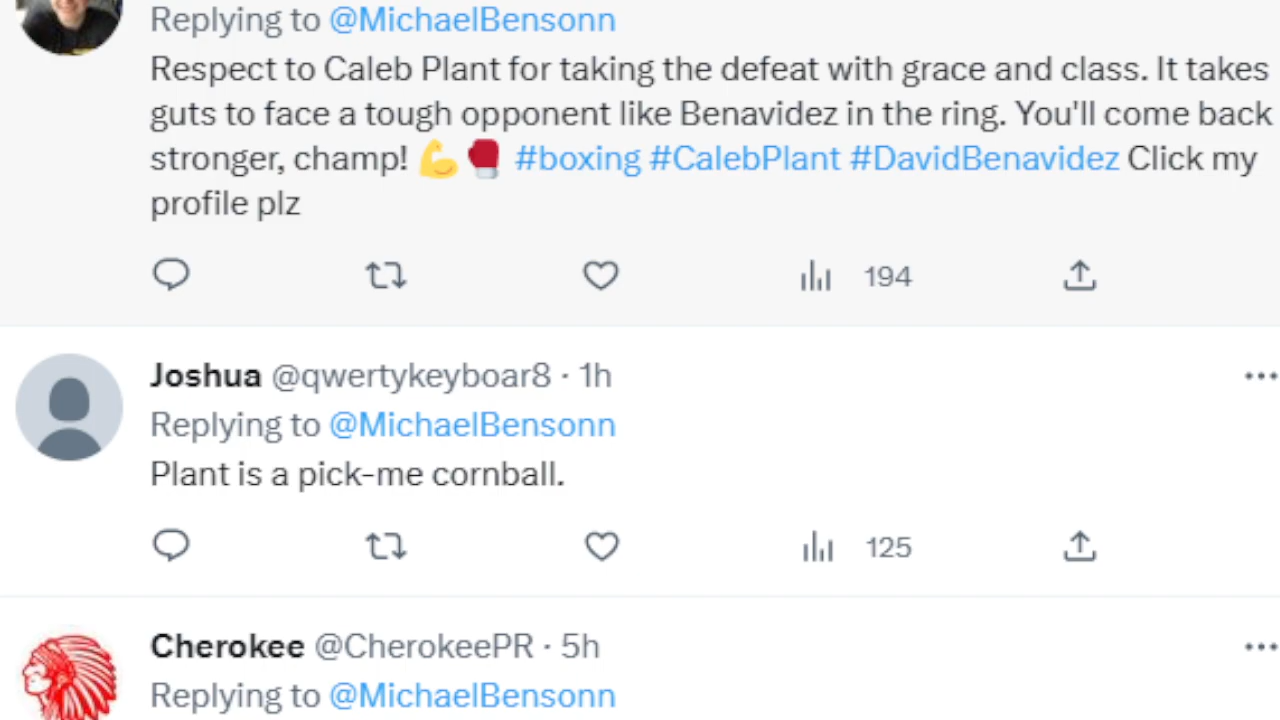 Replying to @MichaelBensonn
Respect to Caleb Plant for taking the defeat with grace and class. It takes
guts to face a tough opponent like Benavidez in the ring. You'll come back
stronger, champ! 💪🥊 #boxing #CalebPlant #DavidBenavidez Click my
profile plz
194
Joshua @qwertykeyboar8 · 1h
Replying to @MichaelBensonn
Plant is a pick-me cornball.
125
Cherokee @CherokeePR · 5h
Replying to @MichaelBensonn